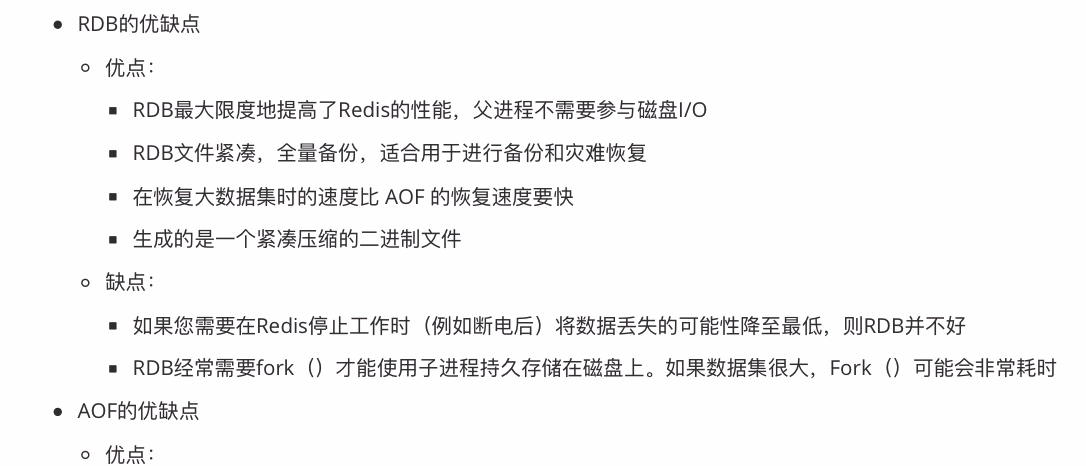 RDB的优缺点
优点：
RDB最大限度地提高了Redis的性能，父进程不需要参与磁盘I/O
RDB文件紧凑，全量备份，适合用于进行备份和灾难恢复
在恢复大数据集时的速度比 AOF 的恢复速度要快
生成的是一个紧凑压缩的二进制文件
缺点：
如果您需要在Redis停止工作时（例如断电后）将数据丢失的可能性降至最低，则RDB并不好
RDB经常需要fork（）才能使用子进程持久存储在磁盘上。如果数据集很大，Fork（）可能会非常耗时
AOF的优缺点
优点：